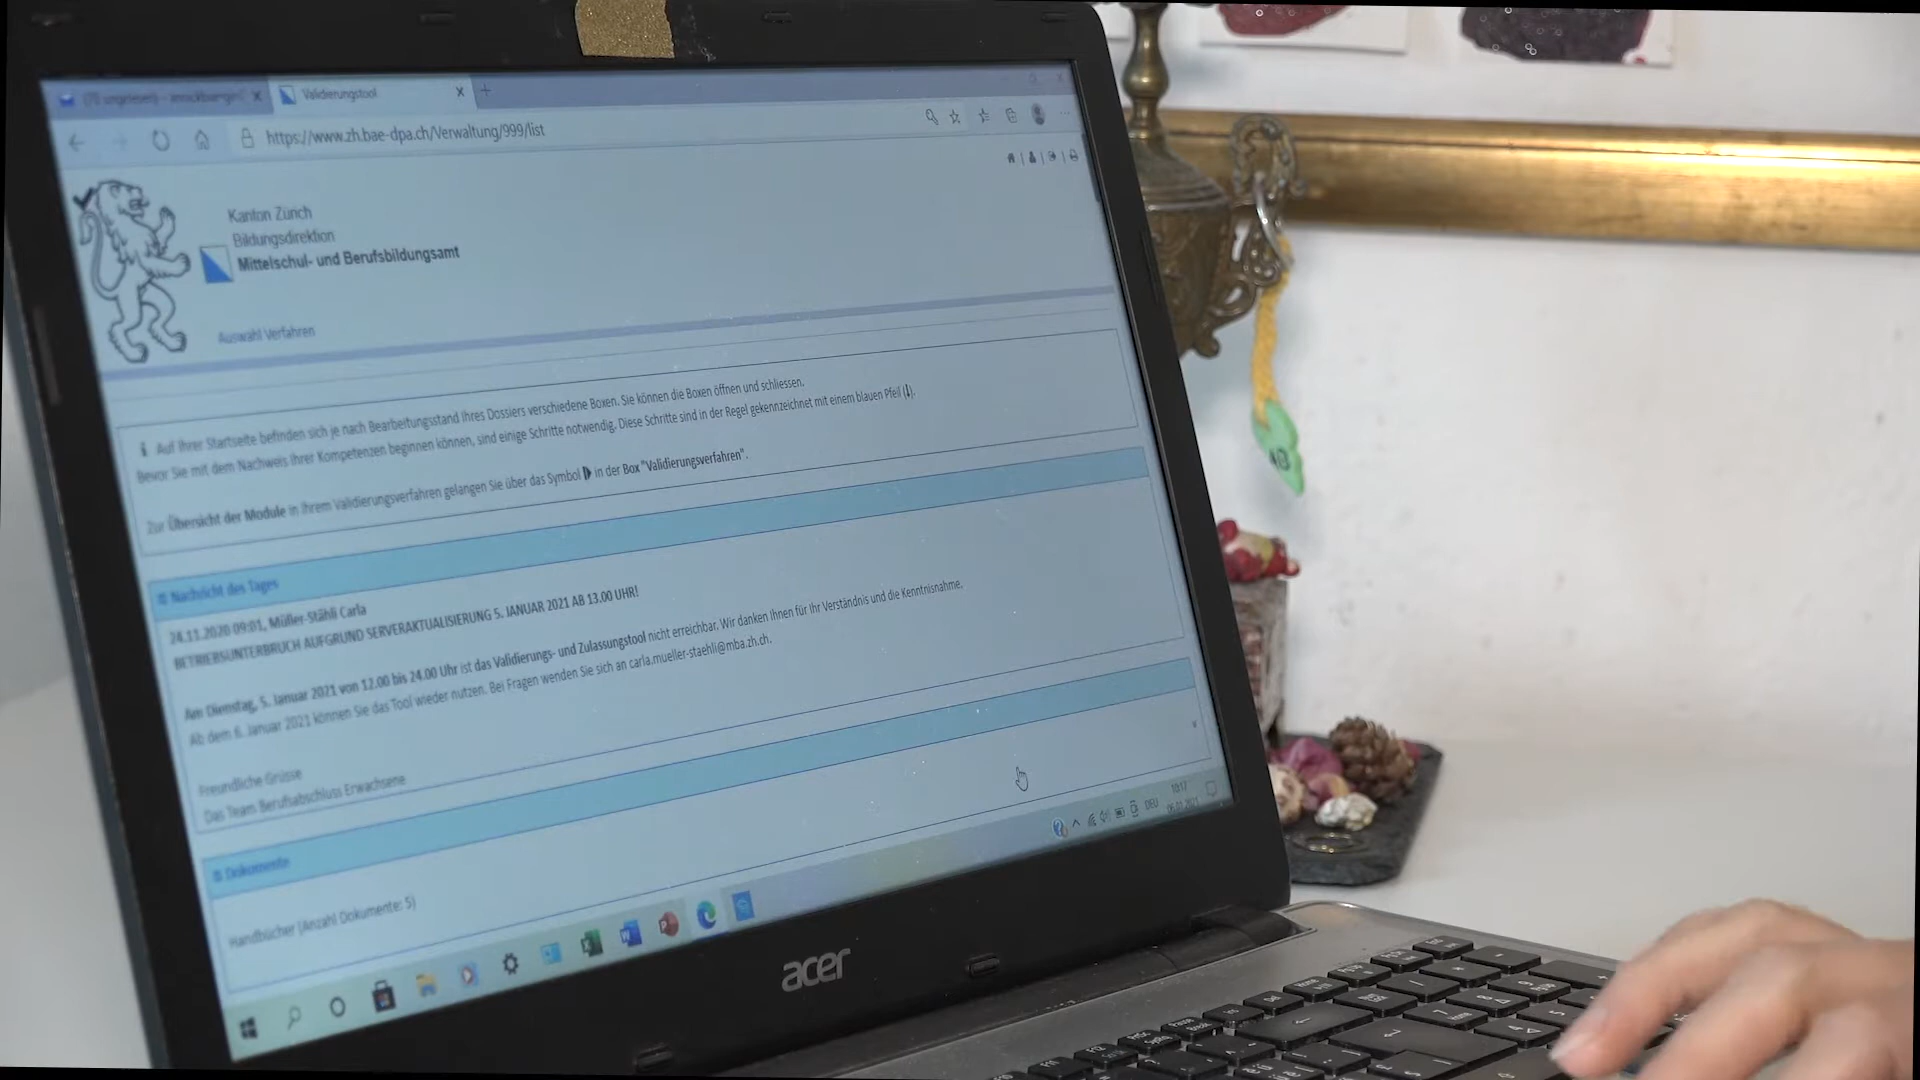 Validierungstool
https://www.zh.bae-dpa.ch/Verwaltung/999/list
Kanton Zürich
Bildungsdirektion
Mittelschul- und Berufsbildungsamt
Auswahl Verfahren
Auf Ihrer Startseite befinden sich je nach Bearbeitungsstand Ihres Dossiers verschiedene Boxen. Sie können die Boxen öffnen und schliessen.
Bevor Sie mit dem Nachweis Ihrer Kompetenzen beginnen können, sind einige Schritte notwendig. Diese Schritte sind in der Regel gekennzeichnet mit einem blauen Pfeil ( ).
Zur Übersicht der Module in Ihrem Validierungsverfahren gelangen Sie über das Symbol in der Box "Validierungsverfahren".
Nachricht des Tages
24.11.2020 09:01, Müller-Stähli Carla
BETRIEBSUNTERBRUCH AUFGRUND SERVERAKTUALISIERUNG 5. JANUAR 2021 AB 13.00 UHR!
Am Dienstag, 5. Januar 2021 von 12.00 bis 24.00 Uhr ist das Validierungs- und Zulassungstool nicht erreichbar. Wir danken Ihnen für Ihr Verständnis und die Kenntnisnahme.
Ab dem 6. Januar 2021 können Sie das Tool wieder nutzen. Bei Fragen wenden Sie sich an carla.mueller-staehli@mba.zh.ch.
Freundliche Grüsse
Das Team Berufsabschluss Erwachsene
Dokumente
Handbücher (Anzahl Dokumente: 5)
DEU
10:17
06.01.2021
acer